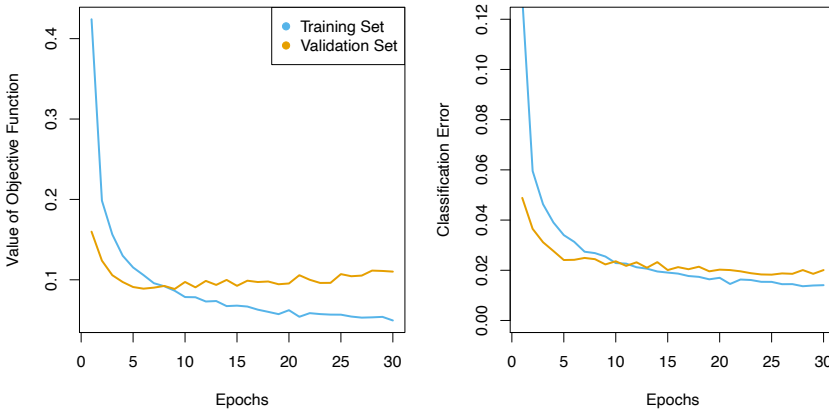 Training Set
Validation Set
Value of Objective Function
0.4
0.3
0.2
0.1
0 5 10 15 20 25 30
Epochs
Classification Error
0.12
0.10
0.08
0.06
0.04
0.02
0.00
0 5 10 15 20 25 30
Epochs